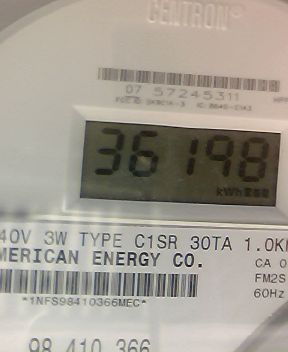 CENTRON®
07 57245311
36198
kWh
40V 3W TYPE C1SR 30TA 1.0K
MERICAN ENERGY CO.
CA 0
FM2S
*1NFS98410366MEC*
60Hz
98 410 366